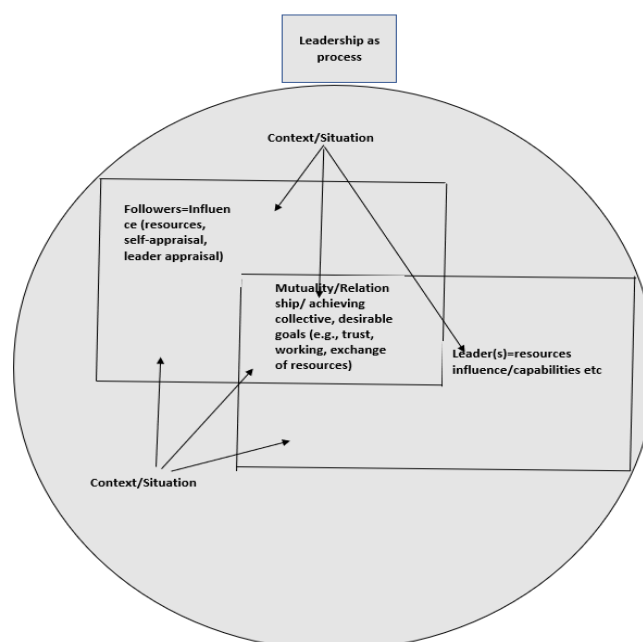 Leadership as
process
Context/Situation
Followers=Influen
ce (resources,
self-appraisal,
leader appraisal)
Mutuality/Relation
ship/ achieving
collective, desirable
goals (e.g., trust,
working, exchange
of resources)
Leader(s)=resources
influence/capabilities etc
Context/Situation